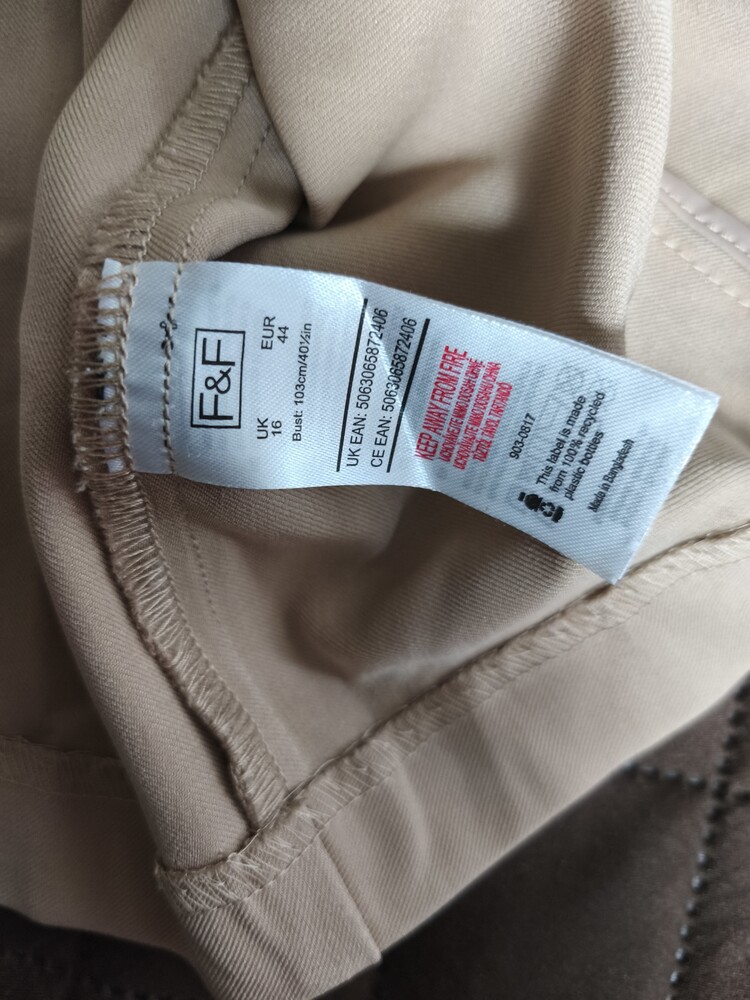 F&F
UK EUR
16 44
Bust: 103cm/40½in
UK EAN: 5063065872406
CE EAN: 5063065872406
KEEP AWAY FROM FIRE
903-0817
This label is made
from 100% recycled
plastic bottles
Made in Bangladesh